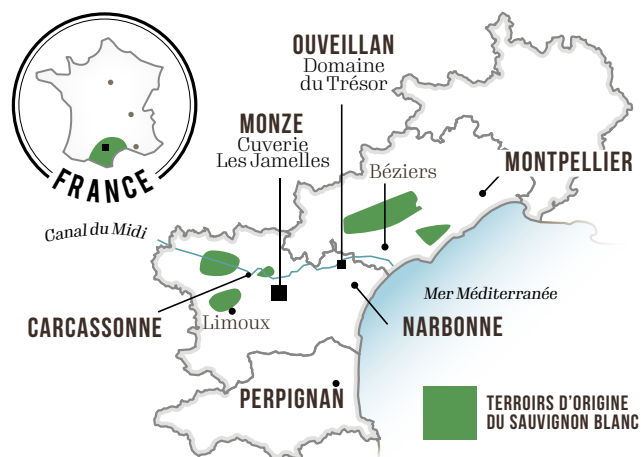 FRANCE
OUVEILLAN
Domaine
du Trésor
MONZE
Cuverie
Les Jamelles
Béziers
MONTPELLIER
Canal du Midi
Mer Méditerranée
CARCASSONNE
Limoux
NARBONNE
PERPIGNAN
TERROIRS D'ORIGINE
DU SAUVIGNON BLANC